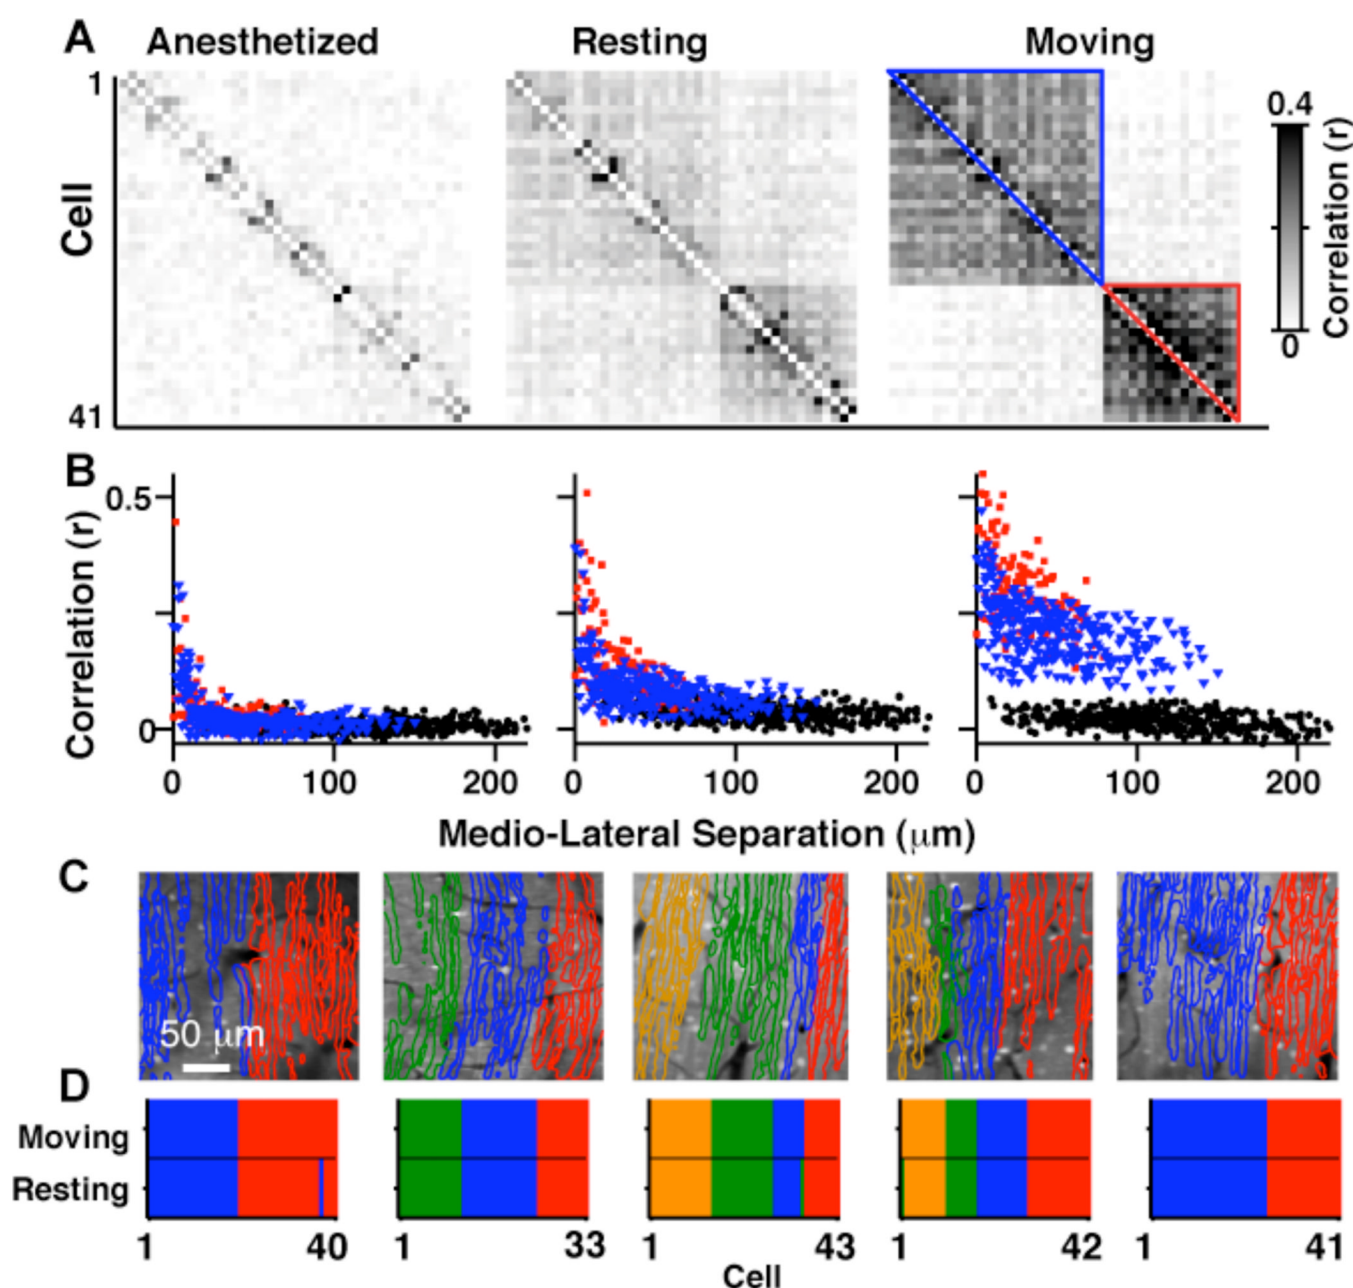 A Anesthetized Resting Moving
1
Cell
41
0.4
0
Correlation (r)
B
0.5
0
Correlation (r)
0 100 200 0 100 200 0 100 200
Medio-Lateral Separation (μm)
C
50 μm
D
Moving
Resting
1 40 1 33 1 43 1 42 1 41
Cell